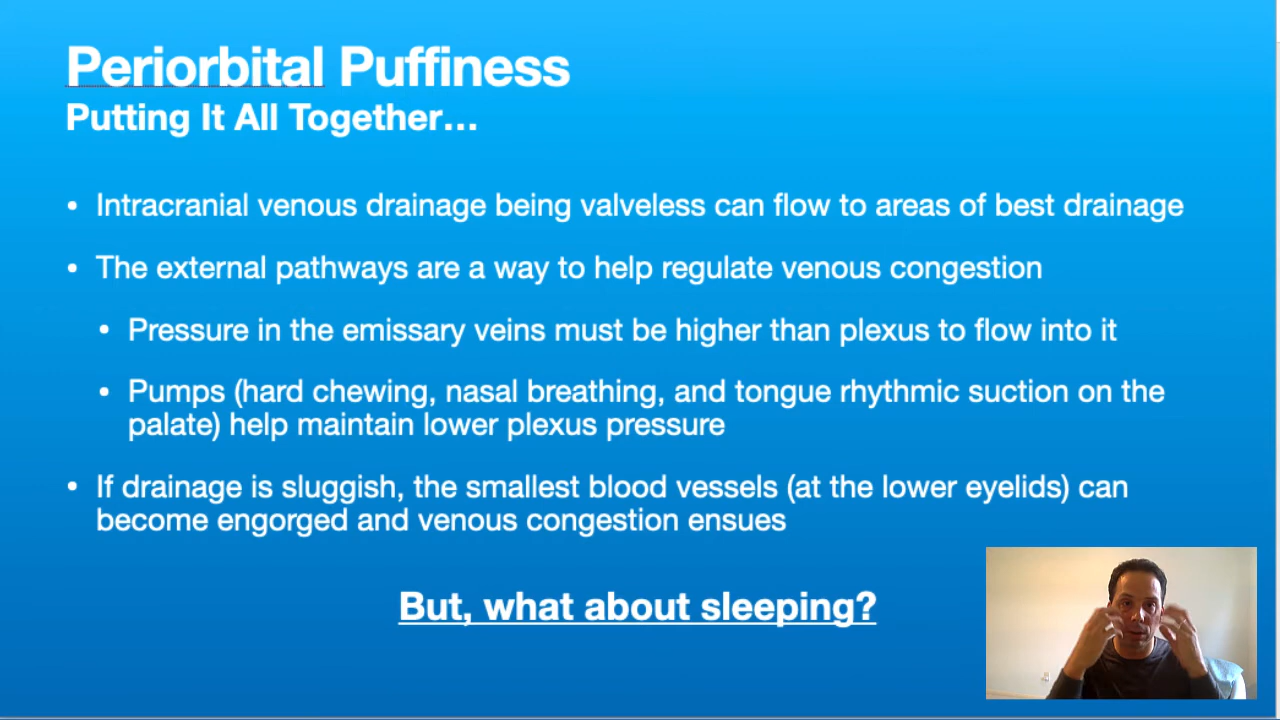 Periorbital Puffiness
Putting It All Together…
• Intracranial venous drainage being valveless can flow to areas of best drainage
• The external pathways are a way to help regulate venous congestion
• Pressure in the emissary veins must be higher than plexus to flow into it
• Pumps (hard chewing, nasal breathing, and tongue rhythmic suction on the
palate) help maintain lower plexus pressure
• If drainage is sluggish, the smallest blood vessels (at the lower eyelids) can
become engorged and venous congestion ensues
But, what about sleeping?